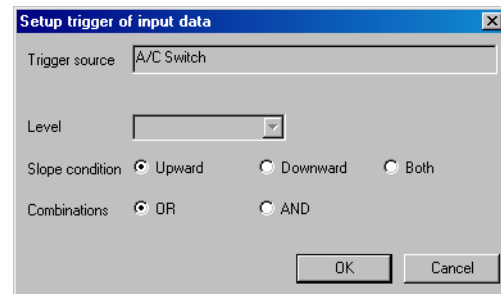 Setup trigger of input data
Trigger source A/C Switch
Level
Slope condition Upward Downward Both
Combinations OR AND
OK Cancel